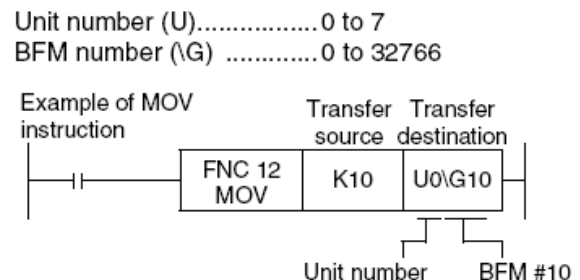 Unit number (U).................0 to 7
BFM number (\G) .............0 to 32766
Example of MOV
instruction
Transfer Transfer
source destination
FNC 12
MOV
K10
U0\G10
Unit number
BFM #10